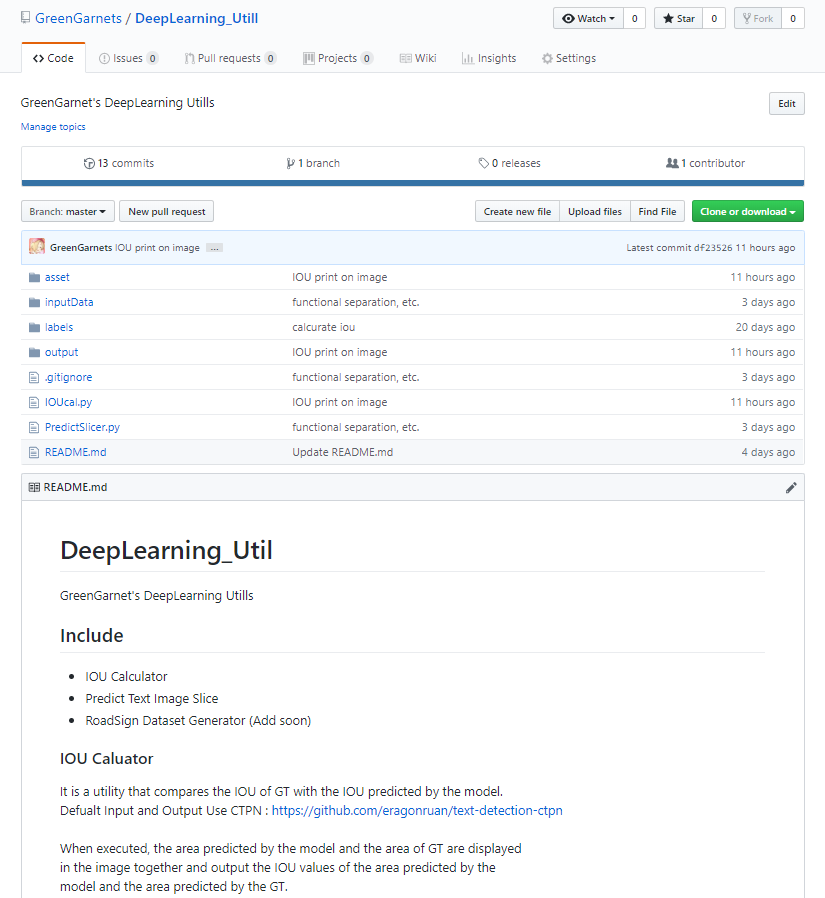 GreenGarnets / DeepLearning_Utill
Watch 0 Star 0 Fork 0
Code Issues 0 Pull requests 0 Projects 0 Wiki Insights Settings
GreenGarnet's DeepLearning Utills Edit
Manage topics
13 commits 1 branch 0 releases 1 contributor
Branch: master New pull request Create new file Upload files Find File Clone or download
GreenGarnets IOU print on image … Latest commit df23526 11 hours ago
asset IOU print on image 11 hours ago
inputData functional separation, etc. 3 days ago
labels calcurate iou 20 days ago
output IOU print on image 11 hours ago
.gitignore functional separation, etc. 3 days ago
IOUcal.py IOU print on image 11 hours ago
PredictSlicer.py functional separation, etc. 3 days ago
README.md Update README.md 4 days ago
README.md
DeepLearning_Util
GreenGarnet's DeepLearning Utills
Include
• IOU Calculator
• Predict Text Image Slice
• RoadSign Dataset Generator (Add soon)
IOU Caluator
It is a utility that compares the IOU of GT with the IOU predicted by the model.
Defualt Input and Output Use CTPN : https://github.com/eragonruan/text-detection-ctpn
When executed, the area predicted by the model and the area of GT are displayed
in the image together and output the IOU values of the area predicted by the
model and the area predicted by the GT.